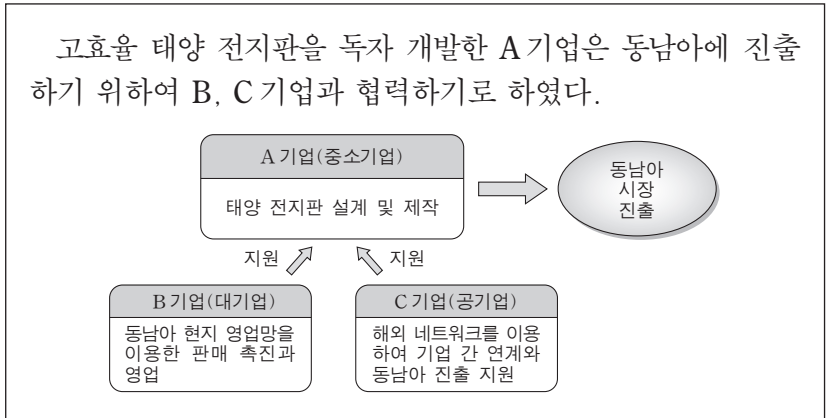 고효율 태양 전지판을 독자 개발한 A기업은 동남아에 진출
하기 위하여 B, C기업과 협력하기로 하였다.
A기업(중소기업)
태양 전지판 설계 및 제작
동남아
시장
진출
지원
지원
B기업(대기업)
동남아 현지 영업망을
이용한 판매 촉진과
영업
C기업(공기업)
해외 네트워크를 이용
하여 기업 간 연계와
동남아 진출 지원